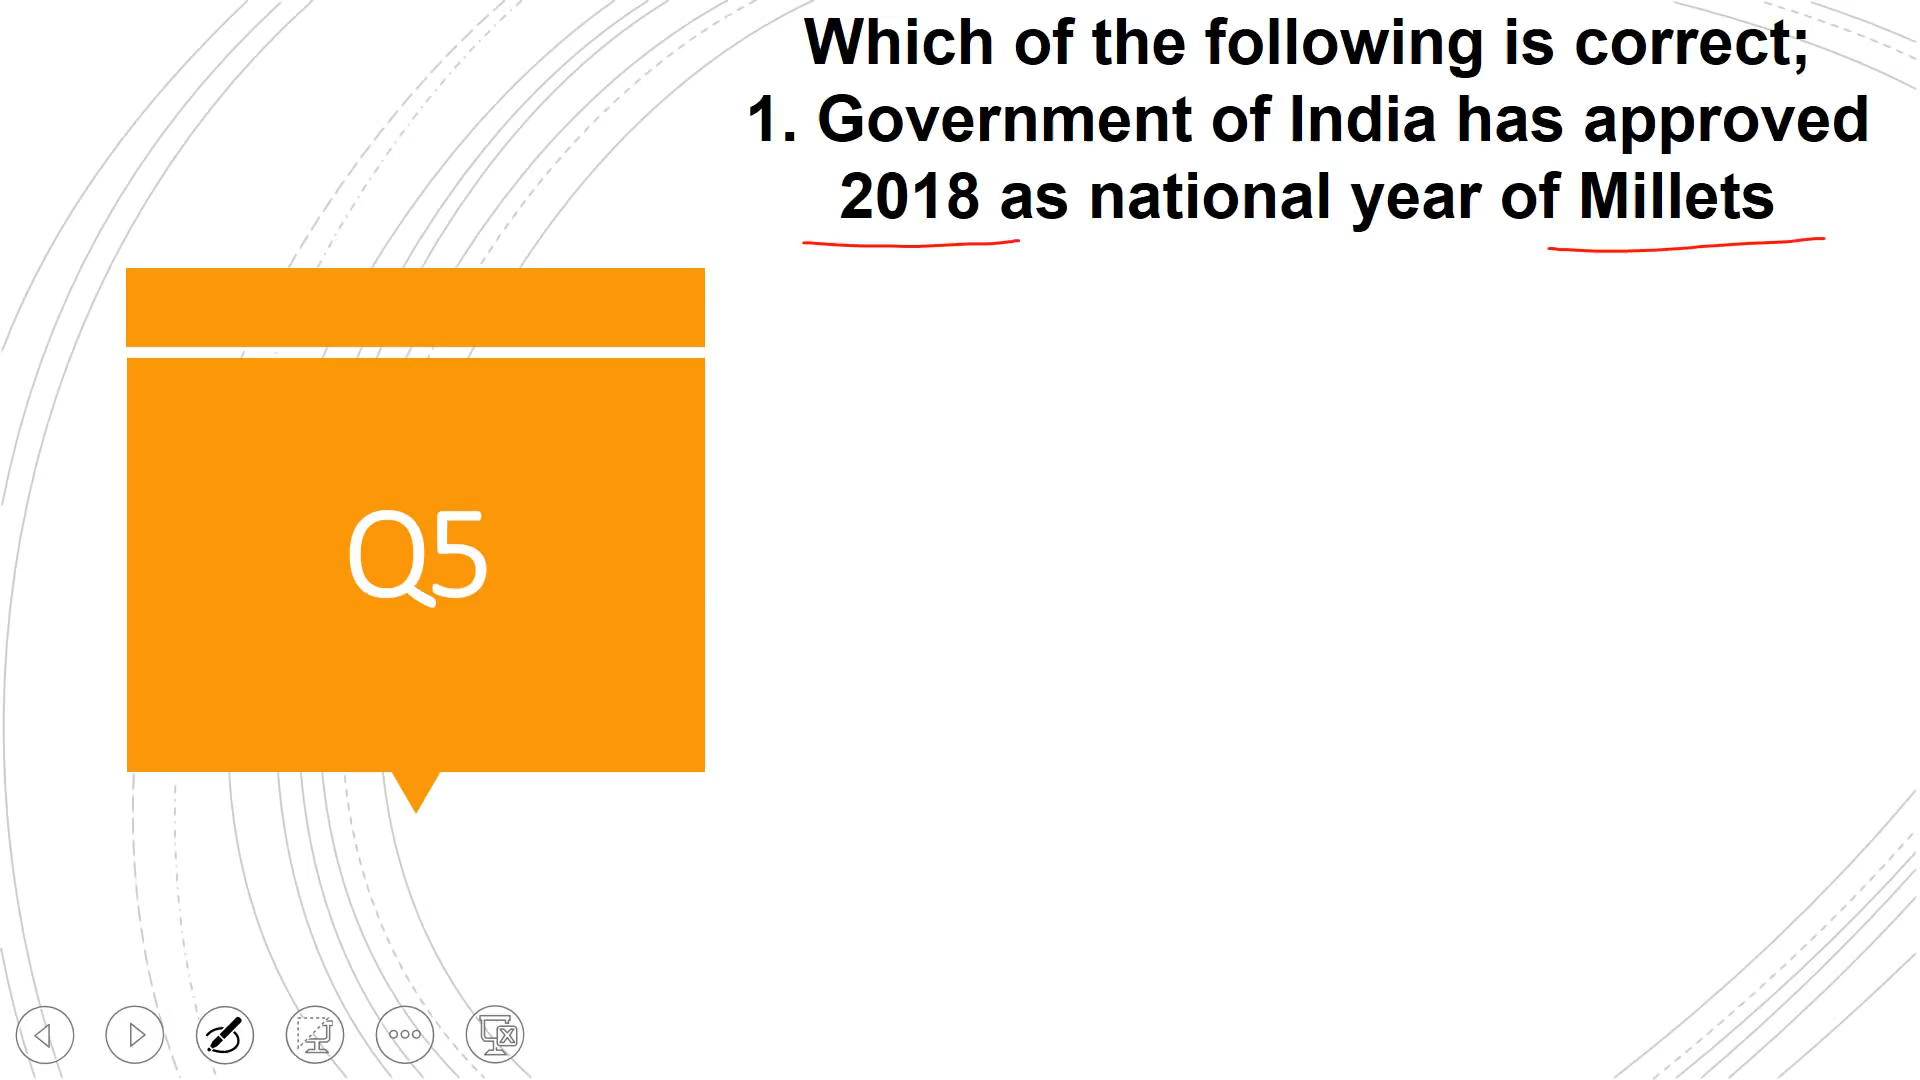 Which of the following is correct;
1. Government of India has approved
2018 as national year of Millets
Q5